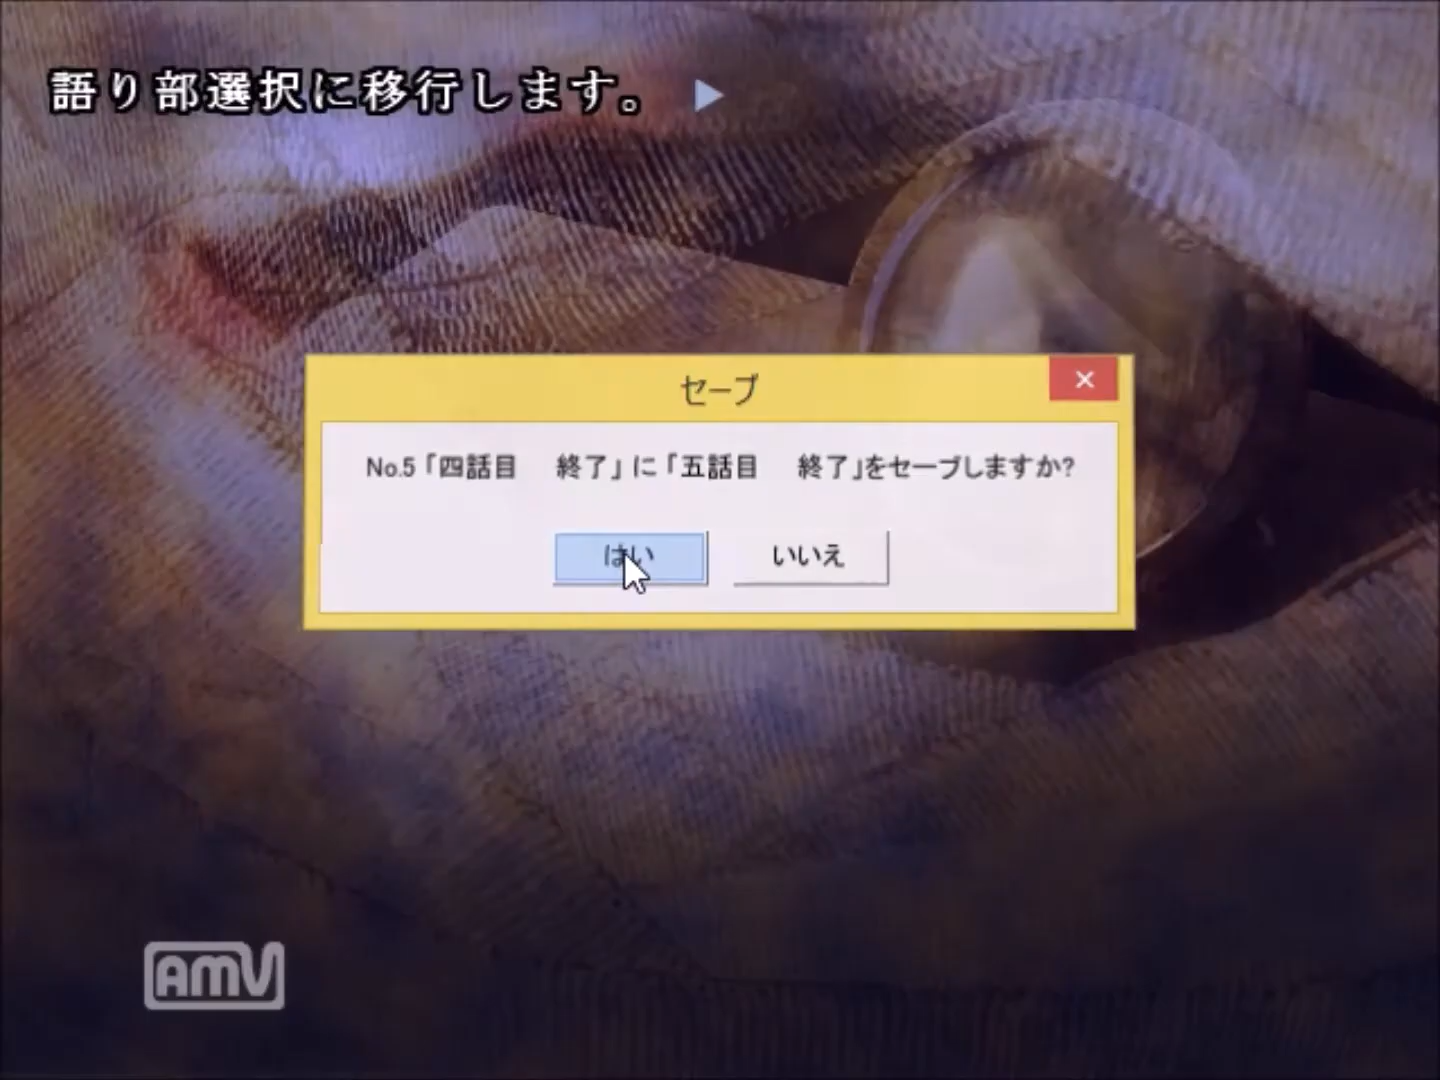 語り部選択に移行します。
セーブ
No.5「四話目　終了」に「五話目　終了」をセーブしますか?
はい
いいえ
AMV